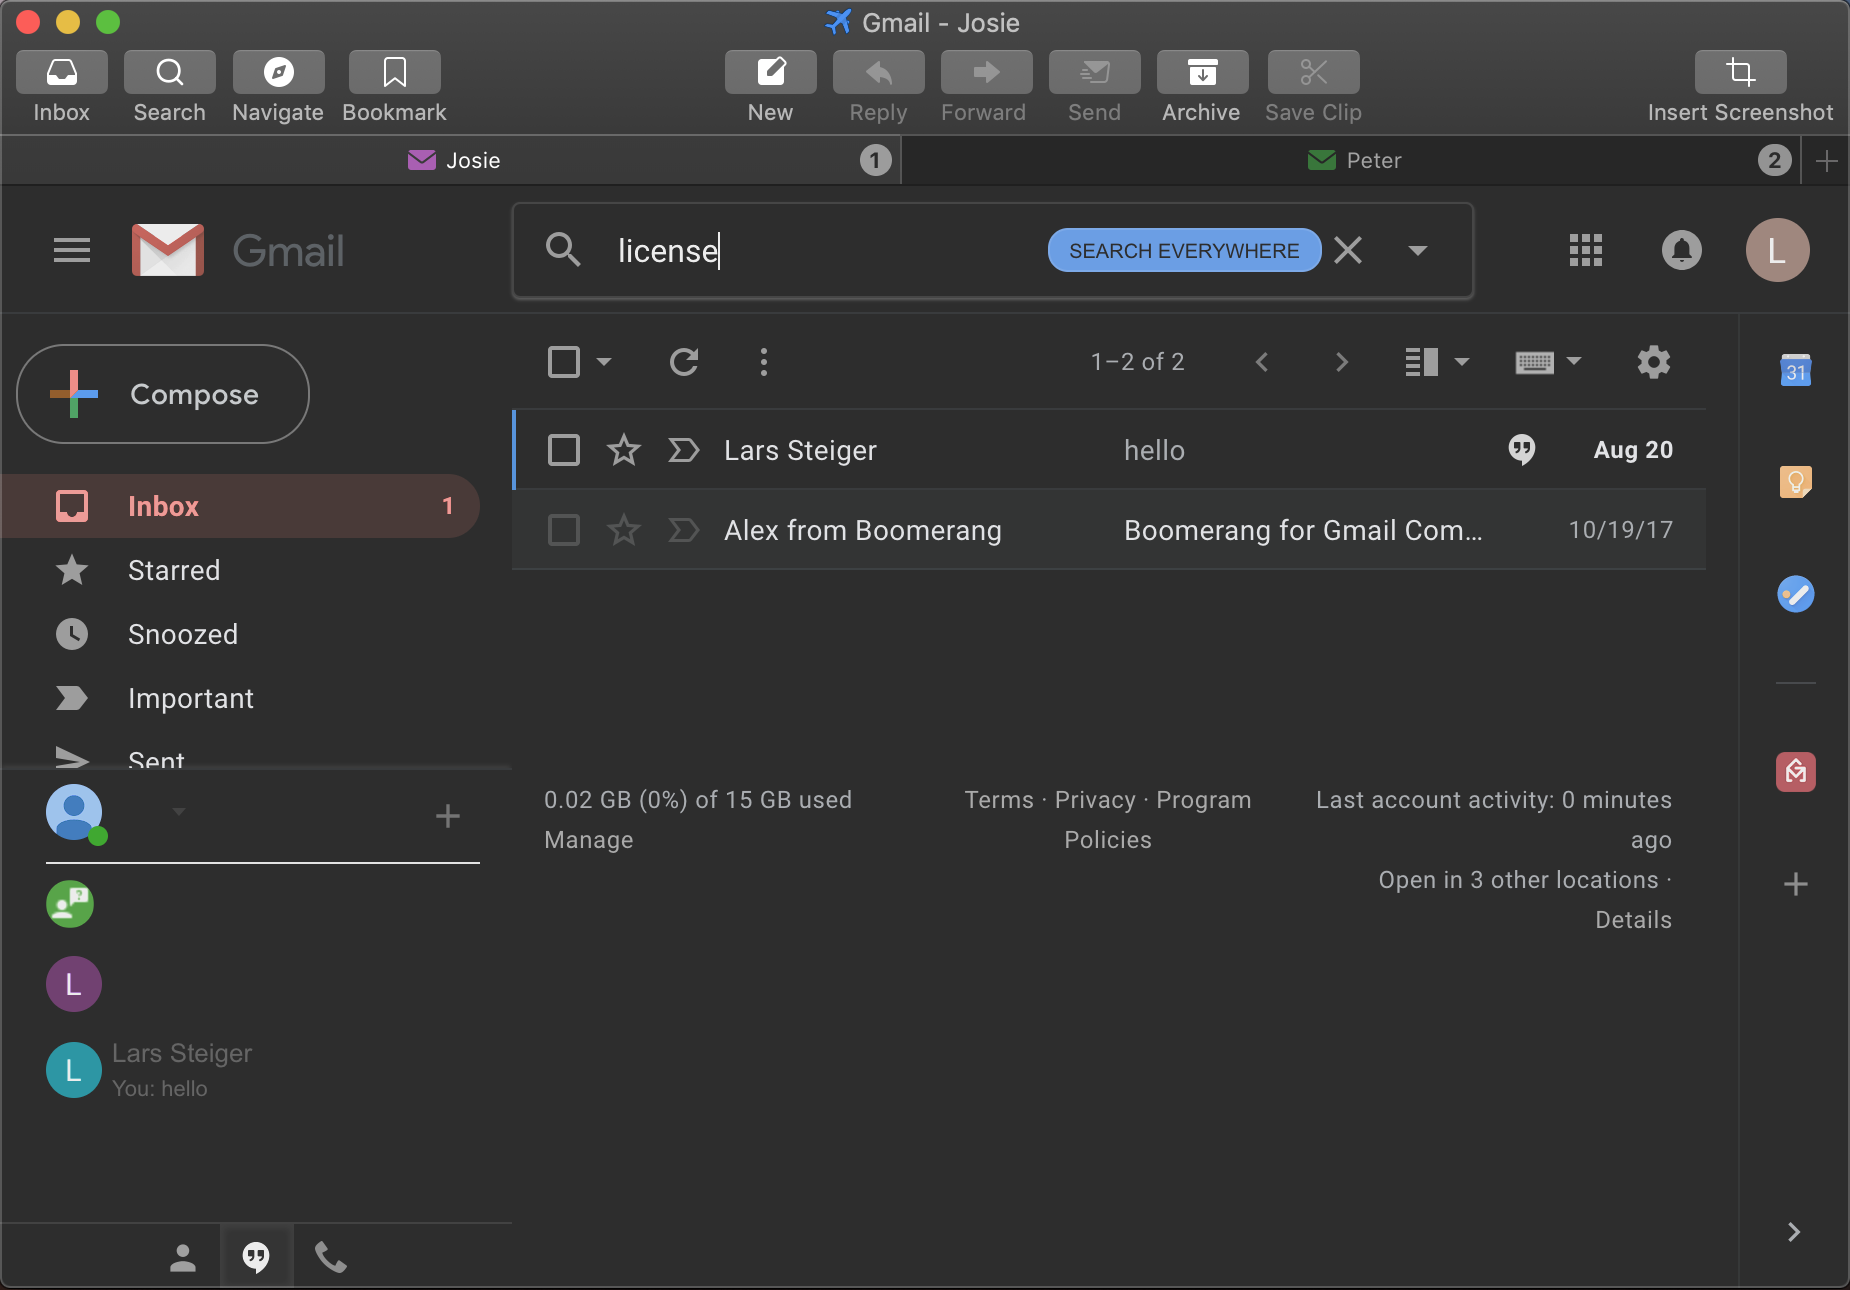 Gmail - Josie
Inbox
Search
Navigate
Bookmark
New
Reply
Forward
Send
Archive
Save Clip
Insert Screenshot
Josie
1
Peter
2
Gmail
license
SEARCH EVERYWHERE
L
Compose
1–2 of 2
31
Inbox
1
Starred
Snoozed
Important
Sent
Lars Steiger
hello
Aug 20
Alex from Boomerang
Boomerang for Gmail Com...
10/19/17
0.02 GB (0%) of 15 GB used
Manage
Terms · Privacy · Program
Policies
Last account activity: 0 minutes
ago
Open in 3 other locations ·
Details
?
L
L
Lars Steiger
You: hello